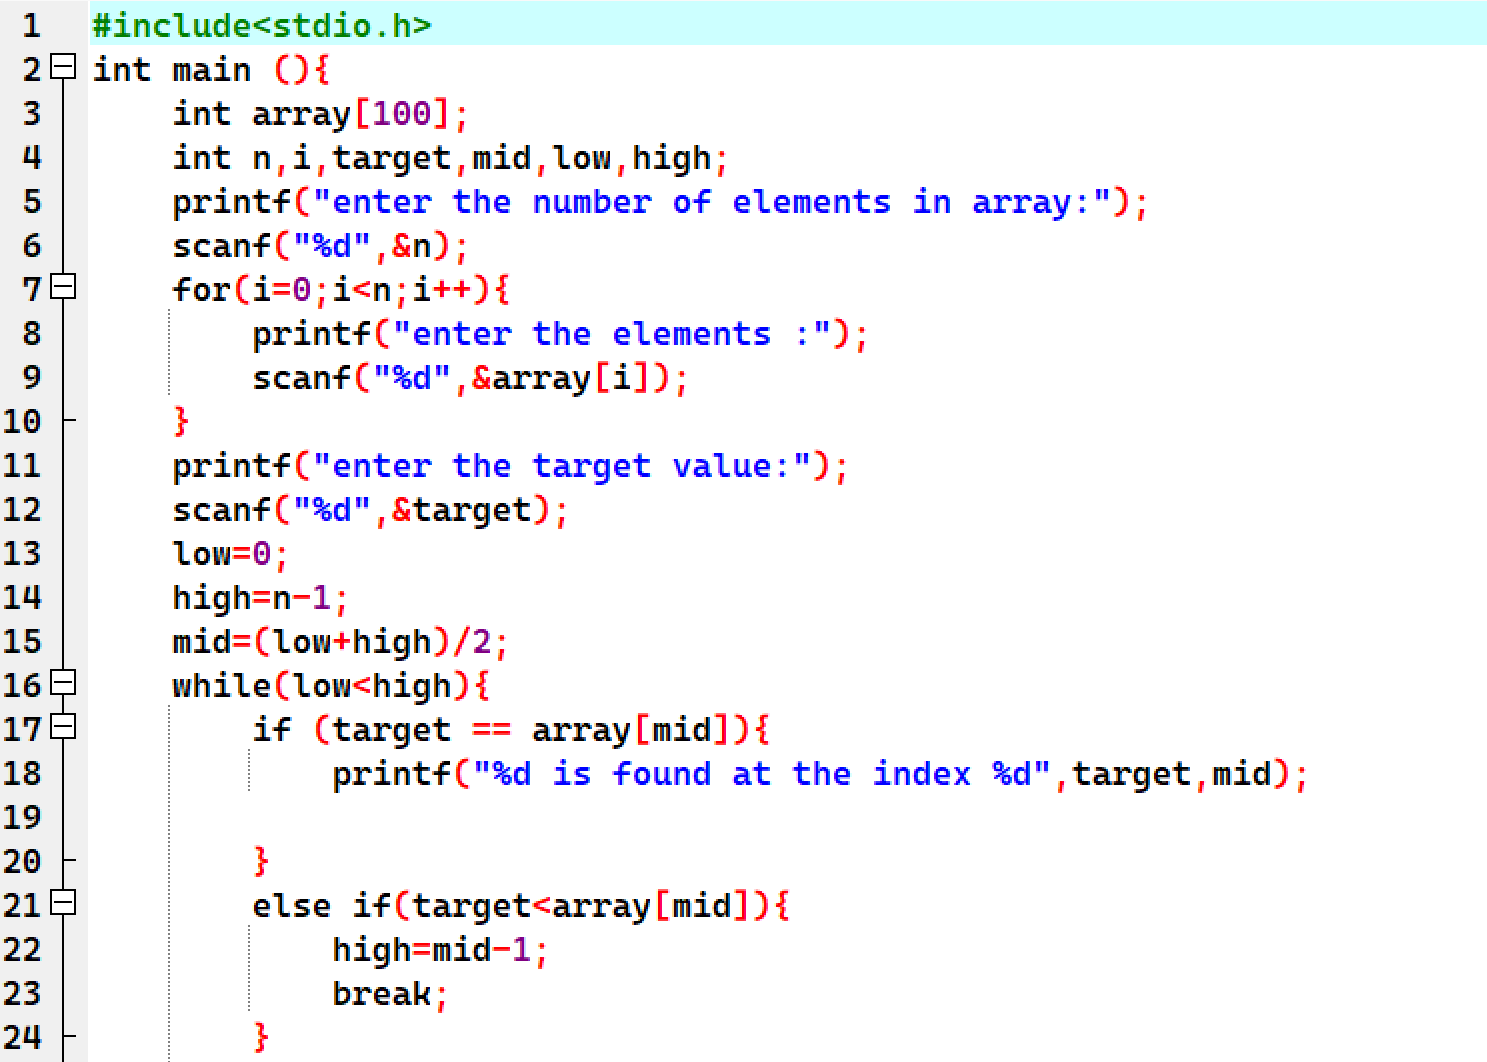 1 #include<stdio.h>
2 int main (){
3 int array[100];
4 int n,i,target,mid,low,high;
5 printf("enter the number of elements in array:");
6 scanf("%d",&n);
7 for(i=0;i<n;i++){
8 printf("enter the elements :");
9 scanf("%d",&array[i]);
10 }
11 printf("enter the target value:");
12 scanf("%d",&target);
13 low=0;
14 high=n-1;
15 mid=(low+high)/2;
16 while(low<high){
17 if (target == array[mid]){
18 printf("%d is found at the index %d",target,mid);
19
20 }
21 else if(target<array[mid]){
22 high=mid-1;
23 break;
24 }